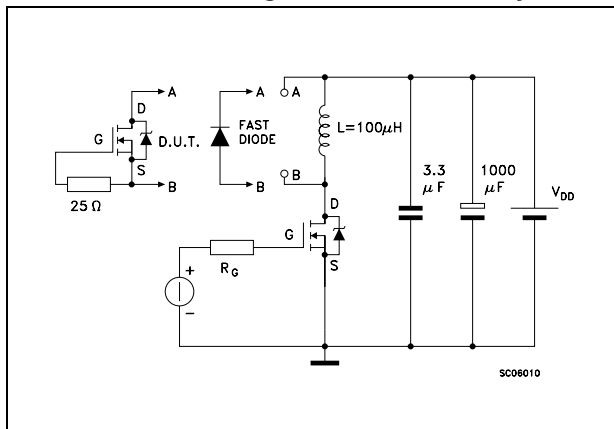 A
A
A
D
G
D.U.T.
FAST
DIODE
L=100μH
S
B
B
B
25 Ω
3.3
μF
1000
μF
V_DD
D
G
S
R_G
+
-
SC06010